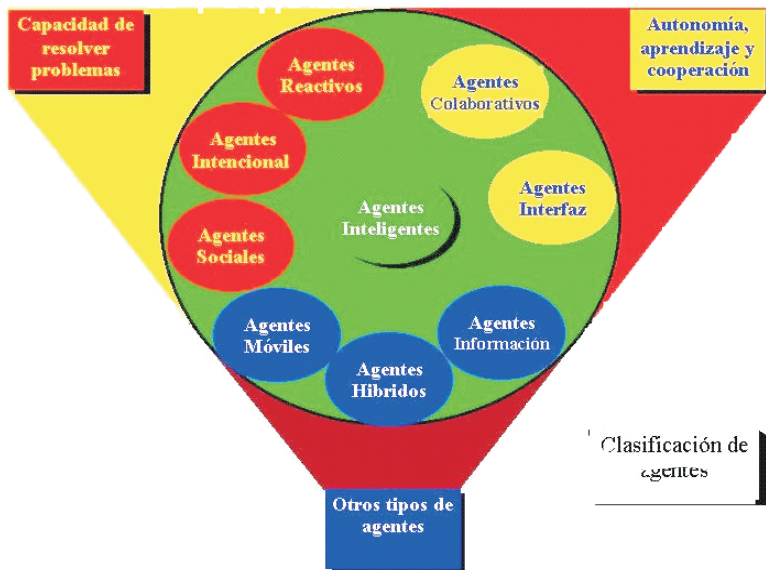 Capacidad de
resolver
problemas
Autonomía,
aprendizaje y
cooperación
Agentes
Reactivos
Agentes
Colaborativos
Agentes
Intencional
Agentes
Interfaz
Agentes
Inteligentes
Agentes
Sociales
Agentes
Móviles
Agentes
Hibridos
Agentes
Información
Clasificación de
agentes
Otros tipos de
agentes